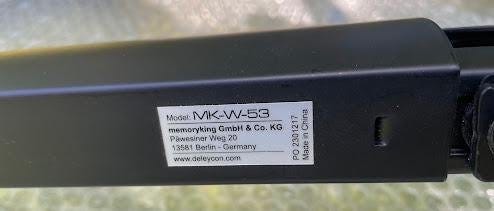 Model: MK-W-53
memoryking GmbH & Co. KG
Päwesiner Weg 20
13581 Berlin - Germany
www.deleycon.com
PO 2301217
Made in China